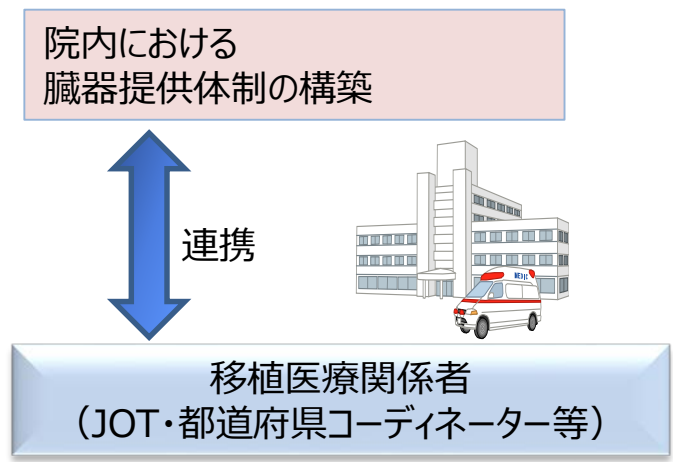 院内における
臓器提供体制の構築
連携
MEDIC
移植医療関係者
（JOT・都道府県コーディネーター等）